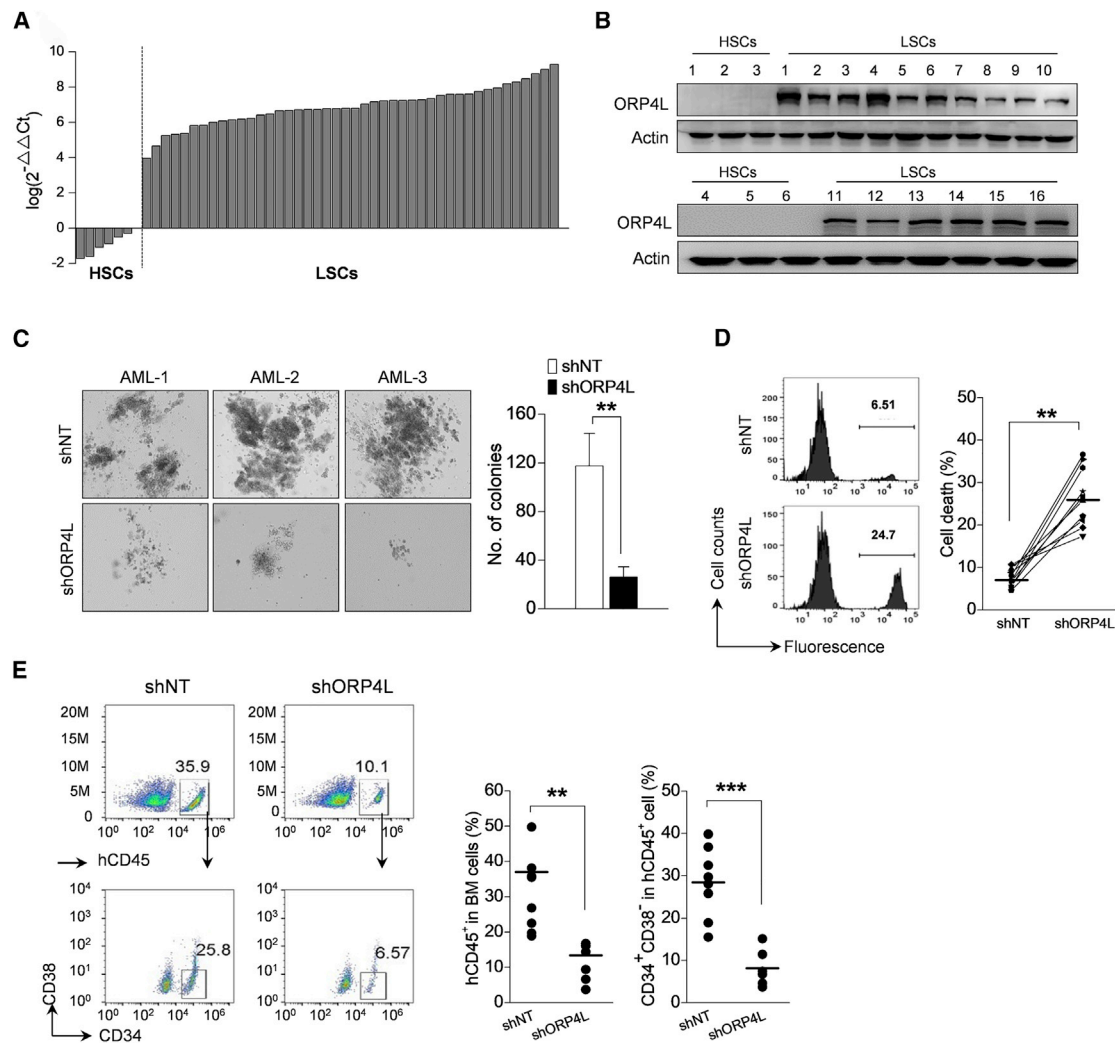 A
log(2^-△△Ct)
10
8
6
4
2
0
-2
HSCs LSCs
B
HSCs LSCs
1 2 3 1 2 3 4 5 6 7 8 9 10
ORP4L
Actin
HSCs LSCs
4 5 6 11 12 13 14 15 16
ORP4L
Actin
C
AML-1 AML-2 AML-3
shNT
shORP4L
shNT
shORP4L
**
No. of colonies
160
120
80
40
0
D
shNT
6.51
200
150
100
50
0
10^1 10^2 10^3 10^4 10^5
shORP4L
24.7
150
100
50
0
10^1 10^2 10^3 10^4 10^5
Cell counts
Fluorescence
**
Cell death (%)
50
40
30
20
10
0
shNT shORP4L
E
shNT shORP4L
20M
15M
10M
5M
0
35.9
10^0 10^2 10^4 10^6
20M
15M
10M
5M
0
10.1
10^0 10^2 10^4 10^6
hCD45
10^4
10^3
10^2
10^1
10^0
25.8
10^0 10^2 10^4 10^6
10^4
10^3
10^2
10^1
10^0
6.57
10^0 10^2 10^4 10^6
CD38
CD34
hCD45+ in BM cells (%)
**
60
50
40
30
20
10
0
shNT shORP4L
CD34+CD38- in hCD45+ cell (%)
***
50
40
30
20
10
0
shNT shORP4L